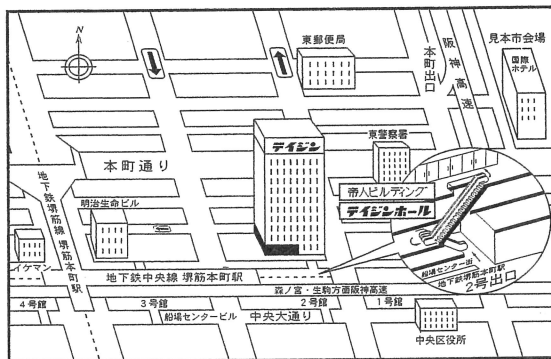 N
東郵便局
本町出口
阪神高速
見本市会場
国際
ホテル
テイジン
東警察署
本町通り
帝人ビルディング
テイジンホール
明治生命ビル
地下鉄堺筋線 堺筋本町駅
イケマン
地下鉄中央線 堺筋本町駅
船場センター街
地下鉄堺筋本町駅
2号出口
森ノ宮・生駒方面阪神高速
4号館
3号館
2号館
1号館
船場センタービル
中央大通り
中央区役所